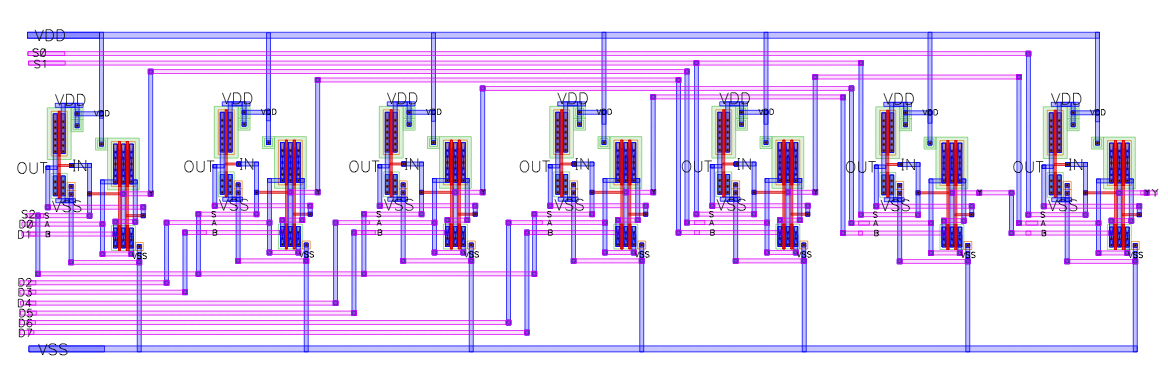 VDD
S0
S1
VDD VDD VDD VDD VDD VDD VDD
VDD VDD VDD VDD VDD VDD VDD
OUT IN OUT IN OUT IN OUT IN OUT IN OUT IN OUT IN
Y
VSS VSS VSS VSS VSS VSS VSS
S2 S S S S S S S
D0 A A A A A A A
D1 B B B B B B B
VSS VSS VSS VSS VSS VSS VSS
D2
D3
D4
D5
D6
D7
VSS